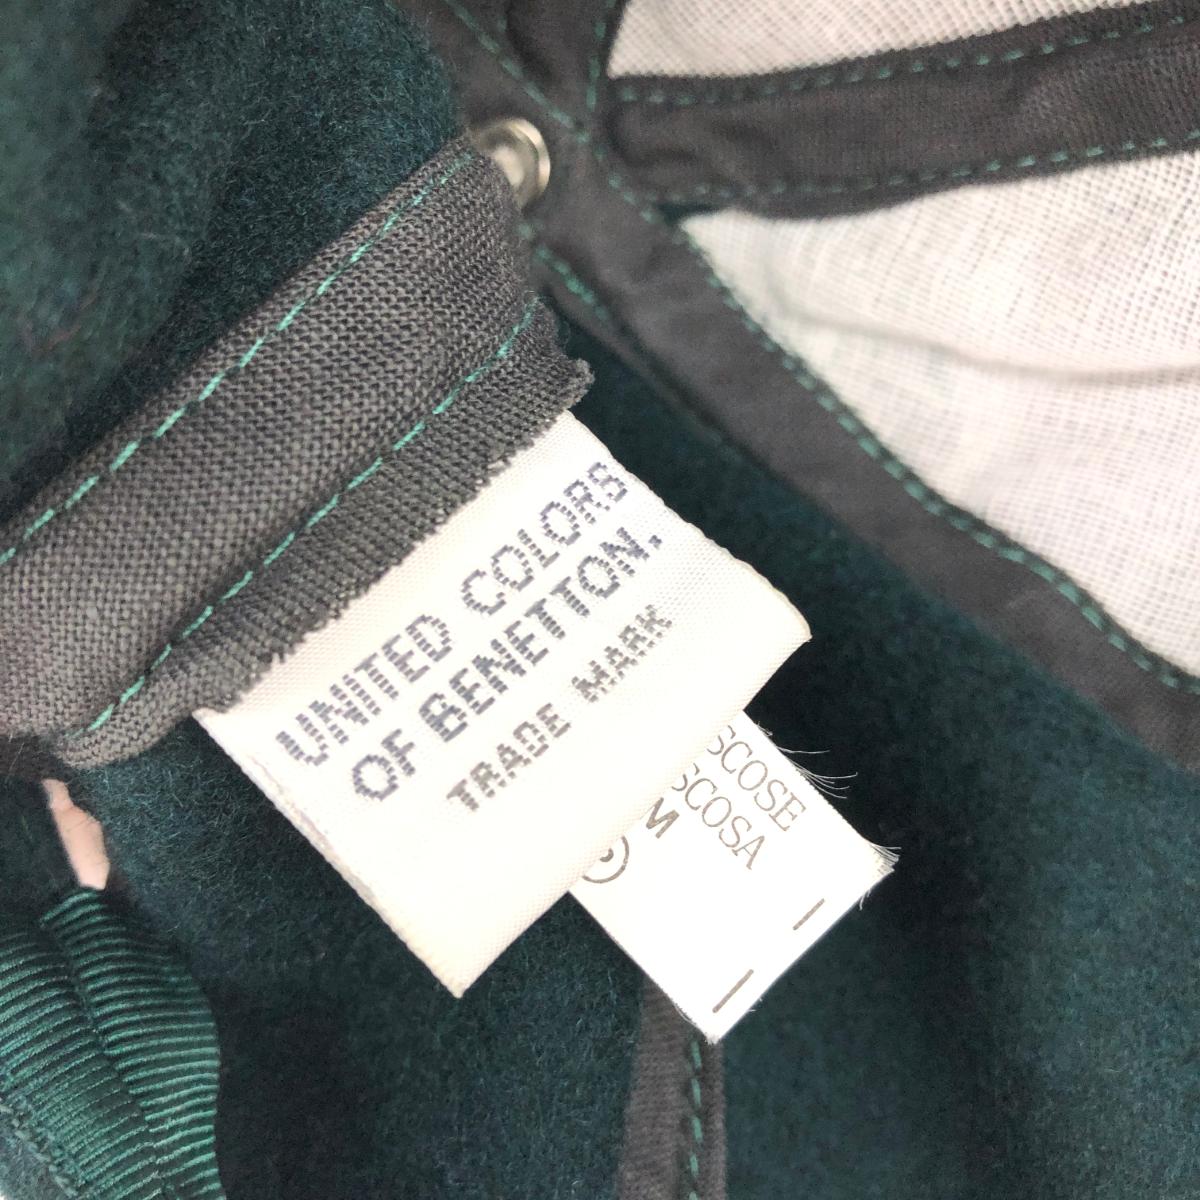 UNITED COLORS
OF BENETTON.
TRADE MARK
SCOSE
SCOSA
M